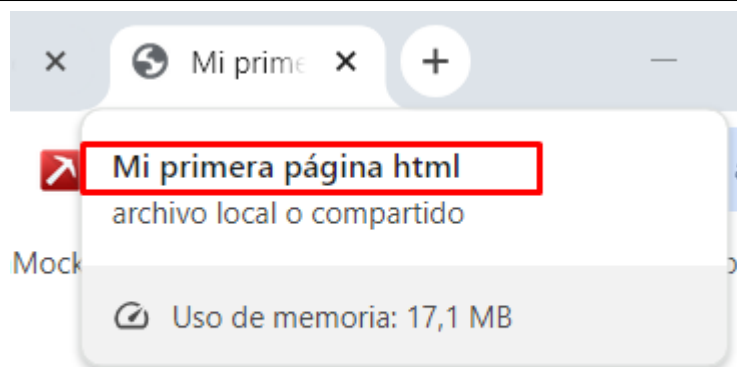 Mi prime
Mi primera página html
archivo local o compartido
Mock
Uso de memoria: 17,1 MB